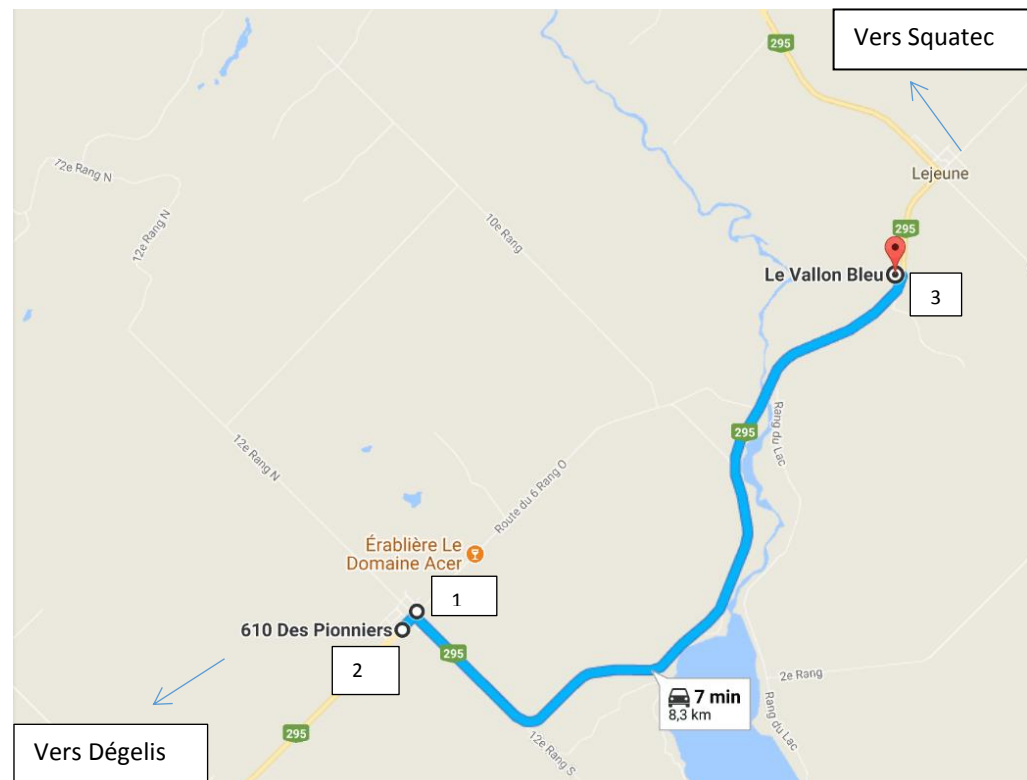 295
Vers Squatec
Lejeune
72e Rang N
12e Rang N
10e Rang
295
Le Vallon Bleu
3
Rang du Lac
295
12e Rang N
Route du 6 Rang O
Érablière Le
Domaine Acer
1
610 Des Pionniers
295
2
2e Rang
7 min
8,3 km
Rang du Lac
295
12e Rang S
Vers Dégelis